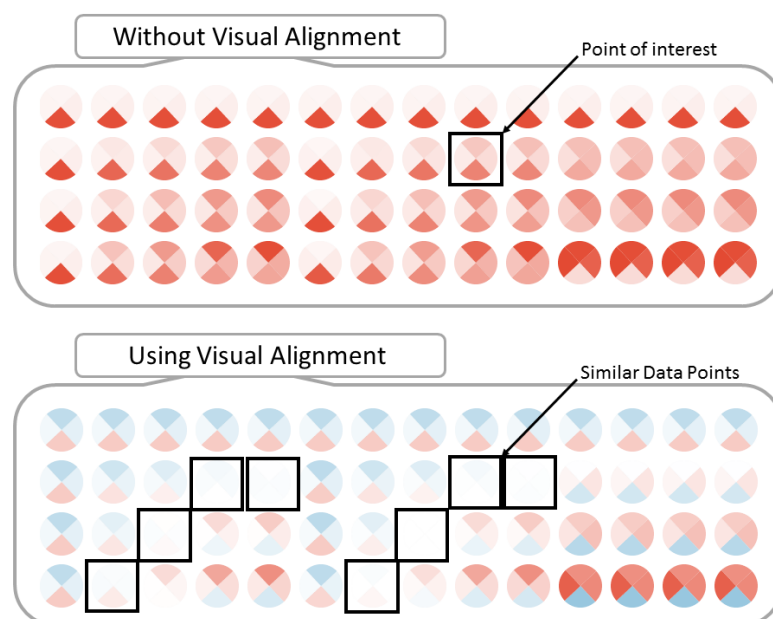 Without Visual Alignment
Point of interest
Using Visual Alignment
Similar Data Points